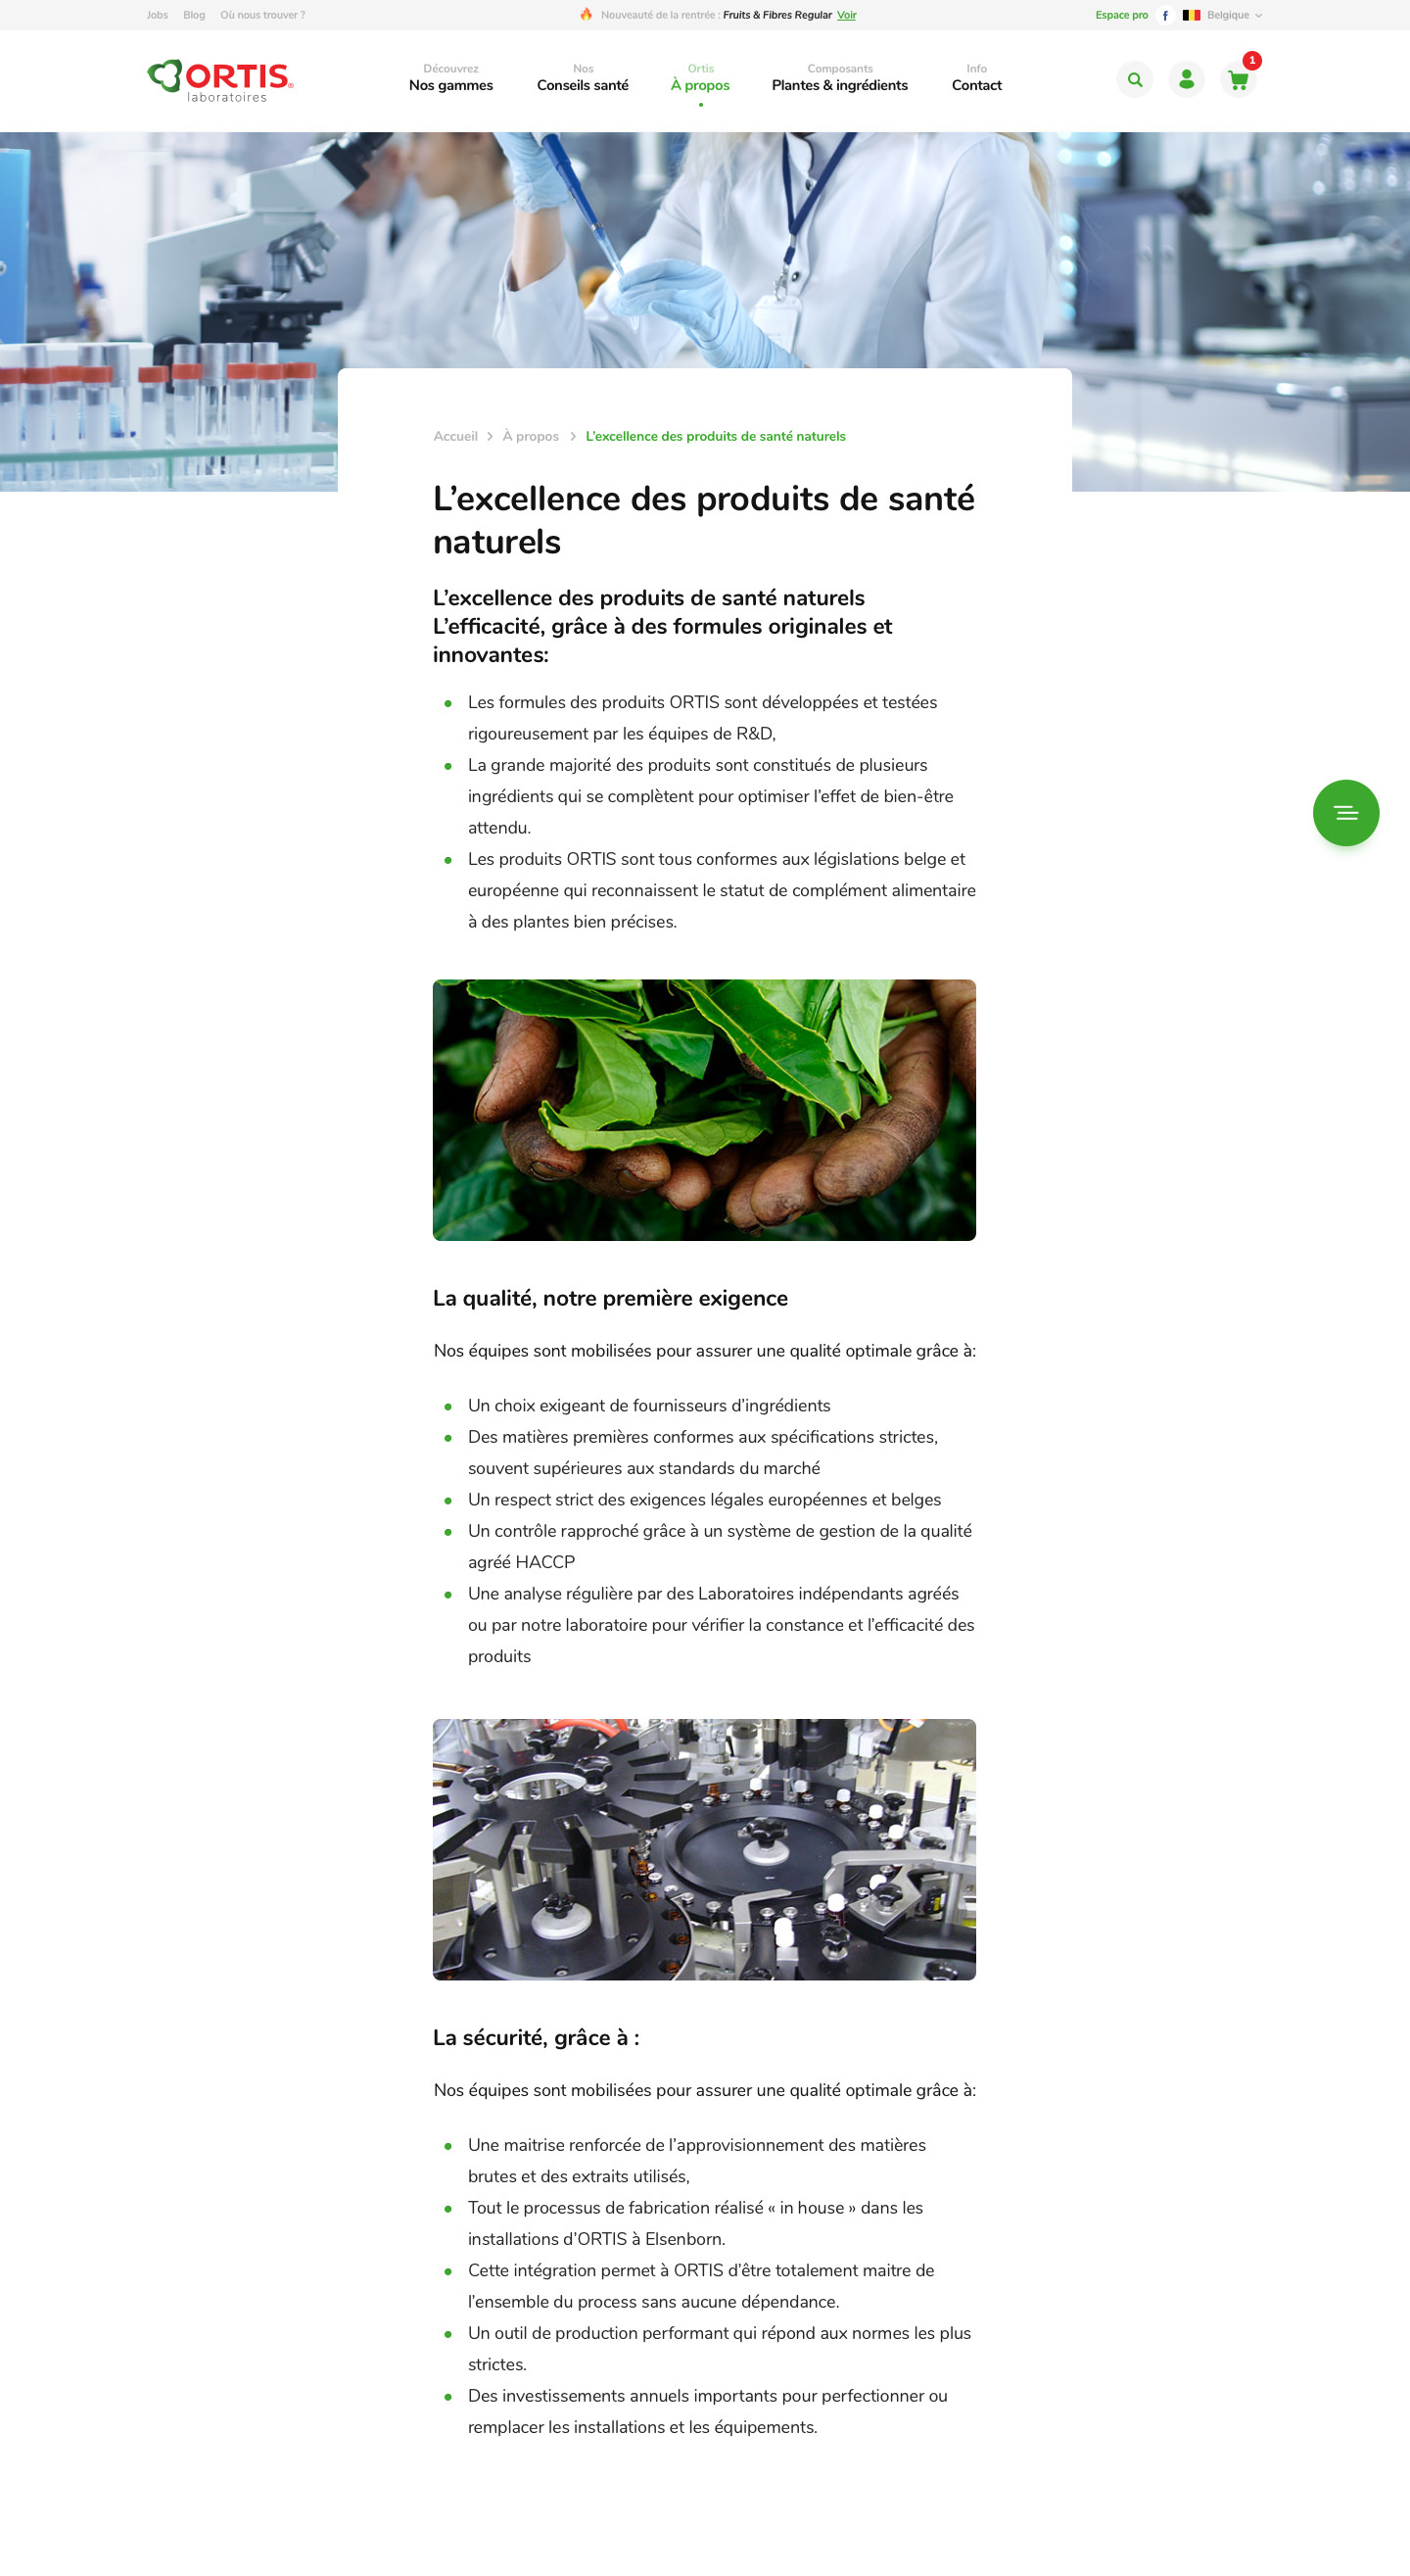 Jobs Blog Où nous trouver ?
Nouveauté de la rentrée : Fruits & Fibres Regular Voir
Espace pro f Belgique
ORTIS®
laboratoires
Découvrez
Nos gammes
Nos
Conseils santé
Ortis
À propos
Composants
Plantes & ingrédients
Info
Contact
1
Accueil À propos L’excellence des produits de santé naturels
L’excellence des produits de santé
naturels
L’excellence des produits de santé naturels
L’efficacité, grâce à des formules originales et
innovantes:
Les formules des produits ORTIS sont développées et testées
rigoureusement par les équipes de R&D,
La grande majorité des produits sont constitués de plusieurs
ingrédients qui se complètent pour optimiser l’effet de bien-être
attendu.
Les produits ORTIS sont tous conformes aux législations belge et
européenne qui reconnaissent le statut de complément alimentaire
à des plantes bien précises.
La qualité, notre première exigence
Nos équipes sont mobilisées pour assurer une qualité optimale grâce à:
Un choix exigeant de fournisseurs d’ingrédients
Des matières premières conformes aux spécifications strictes,
souvent supérieures aux standards du marché
Un respect strict des exigences légales européennes et belges
Un contrôle rapproché grâce à un système de gestion de la qualité
agréé HACCP
Une analyse régulière par des Laboratoires indépendants agréés
ou par notre laboratoire pour vérifier la constance et l’efficacité des
produits
La sécurité, grâce à :
Nos équipes sont mobilisées pour assurer une qualité optimale grâce à:
Une maitrise renforcée de l’approvisionnement des matières
brutes et des extraits utilisés,
Tout le processus de fabrication réalisé « in house » dans les
installations d’ORTIS à Elsenborn.
Cette intégration permet à ORTIS d’être totalement maitre de
l’ensemble du process sans aucune dépendance.
Un outil de production performant qui répond aux normes les plus
strictes.
Des investissements annuels importants pour perfectionner ou
remplacer les installations et les équipements.